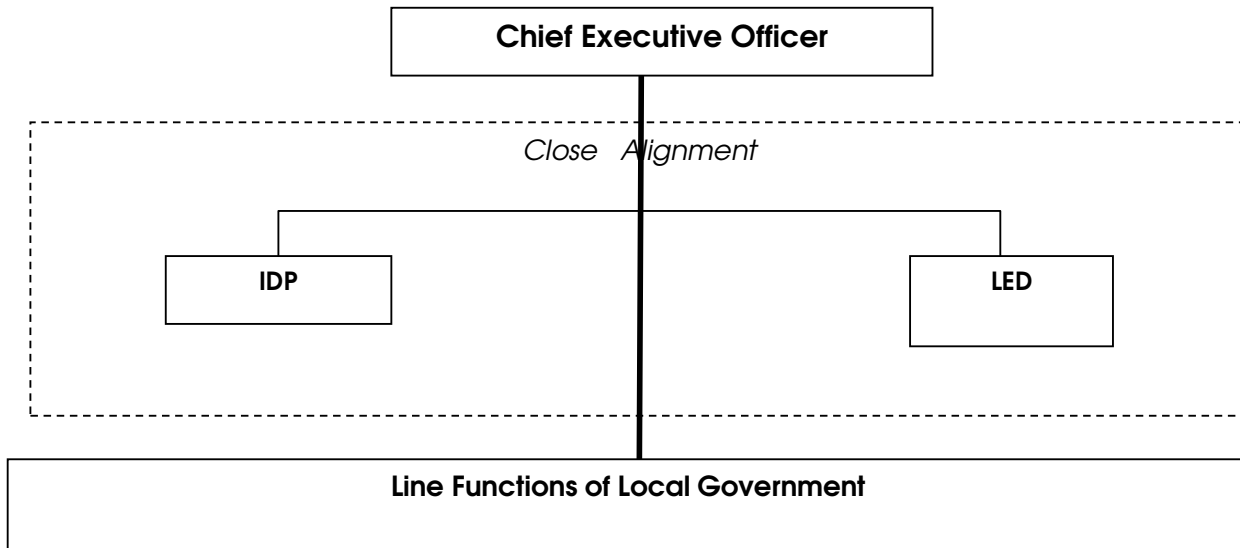 Chief Executive Officer
Close Alignment
IDP
LED
Line Functions of Local Government